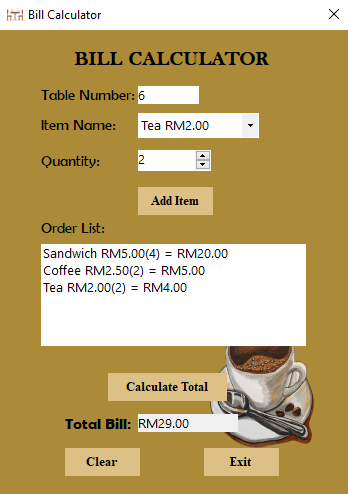 Bill Calculator
BILL CALCULATOR
Table Number: 6
Item Name: Tea RM2.00
Quantity: 2
Add Item
Order List:
Sandwich RM5.00(4) = RM20.00
Coffee RM2.50(2) = RM5.00
Tea RM2.00(2) = RM4.00
Calculate Total
Total Bill: RM29.00
Clear Exit